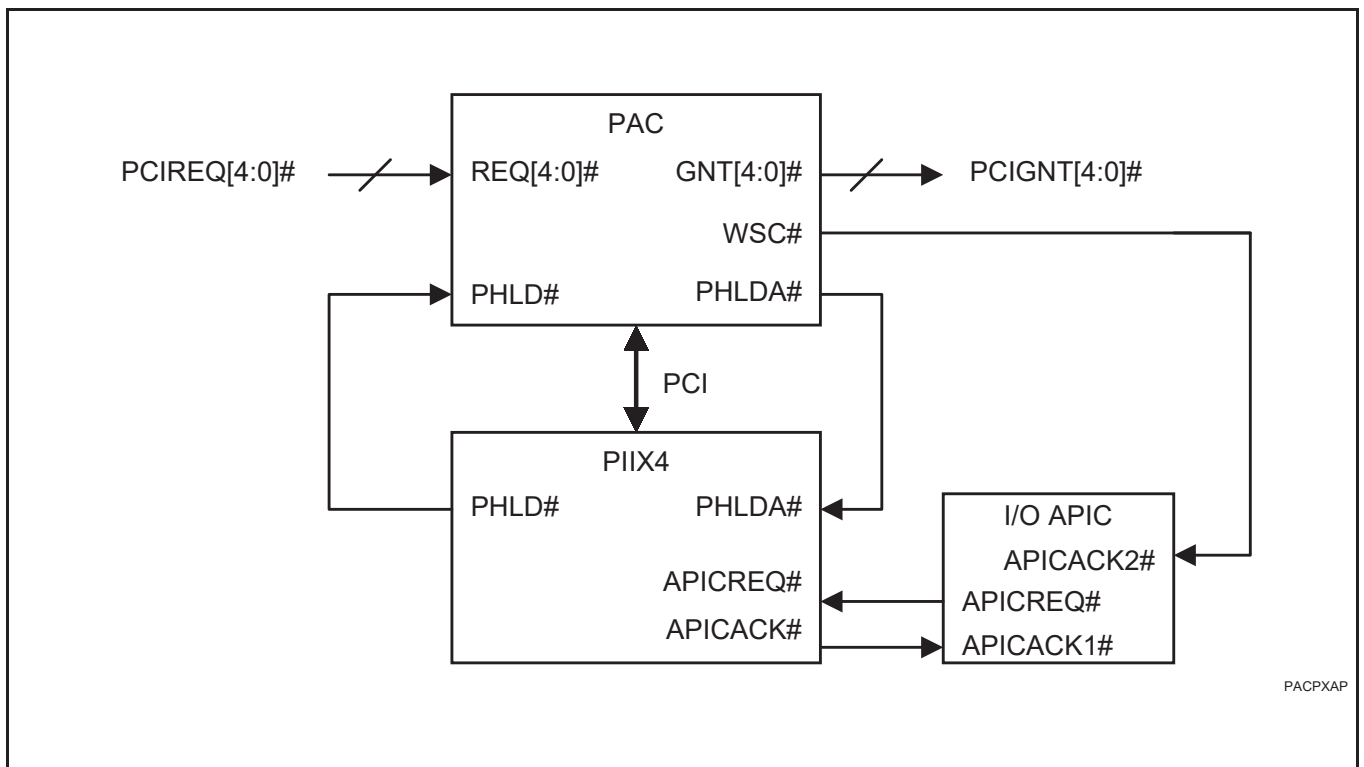 PAC
PCIREQ[4:0]# REQ[4:0]# GNT[4:0]# PCIGNT[4:0]#
WSC#
PHLD# PHLDA#
PCI
PIIX4
PHLD# PHLDA#
I/O APIC
APICACK2#
APICREQ# APICREQ#
APICACK# APICACK1#
PACPXAP